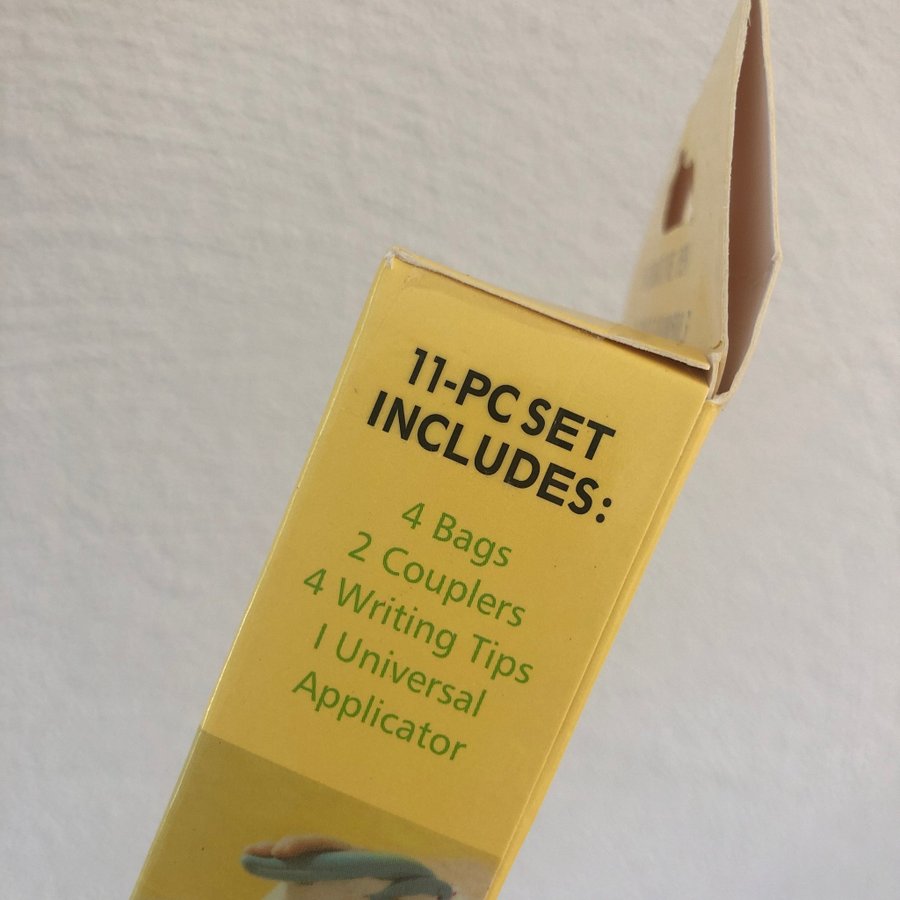 11-PC SET
INCLUDES:
4 Bags
2 Couplers
4 Writing Tips
1 Universal
Applicator